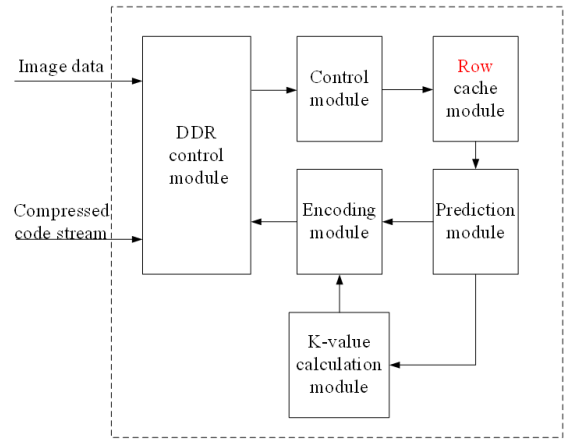 Image data
Compressed
code stream
DDR
control
module
Control
module
Row
cache
module
Encoding
module
Prediction
module
K-value
calculation
module